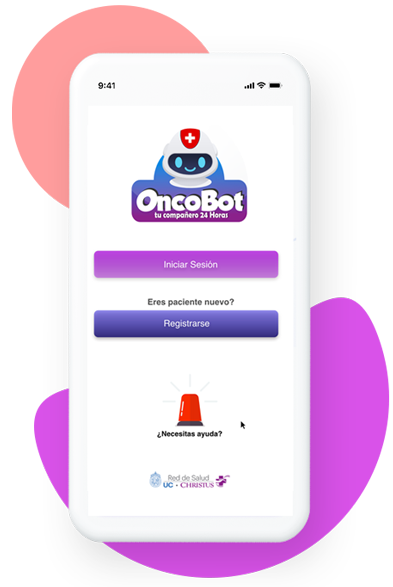 9:41
OncoBot
tu compañero 24 Horas
Iniciar Sesión
Eres paciente nuevo?
Registrarse
¿Necesitas ayuda?
Red de Salud
UC · CHRISTUS